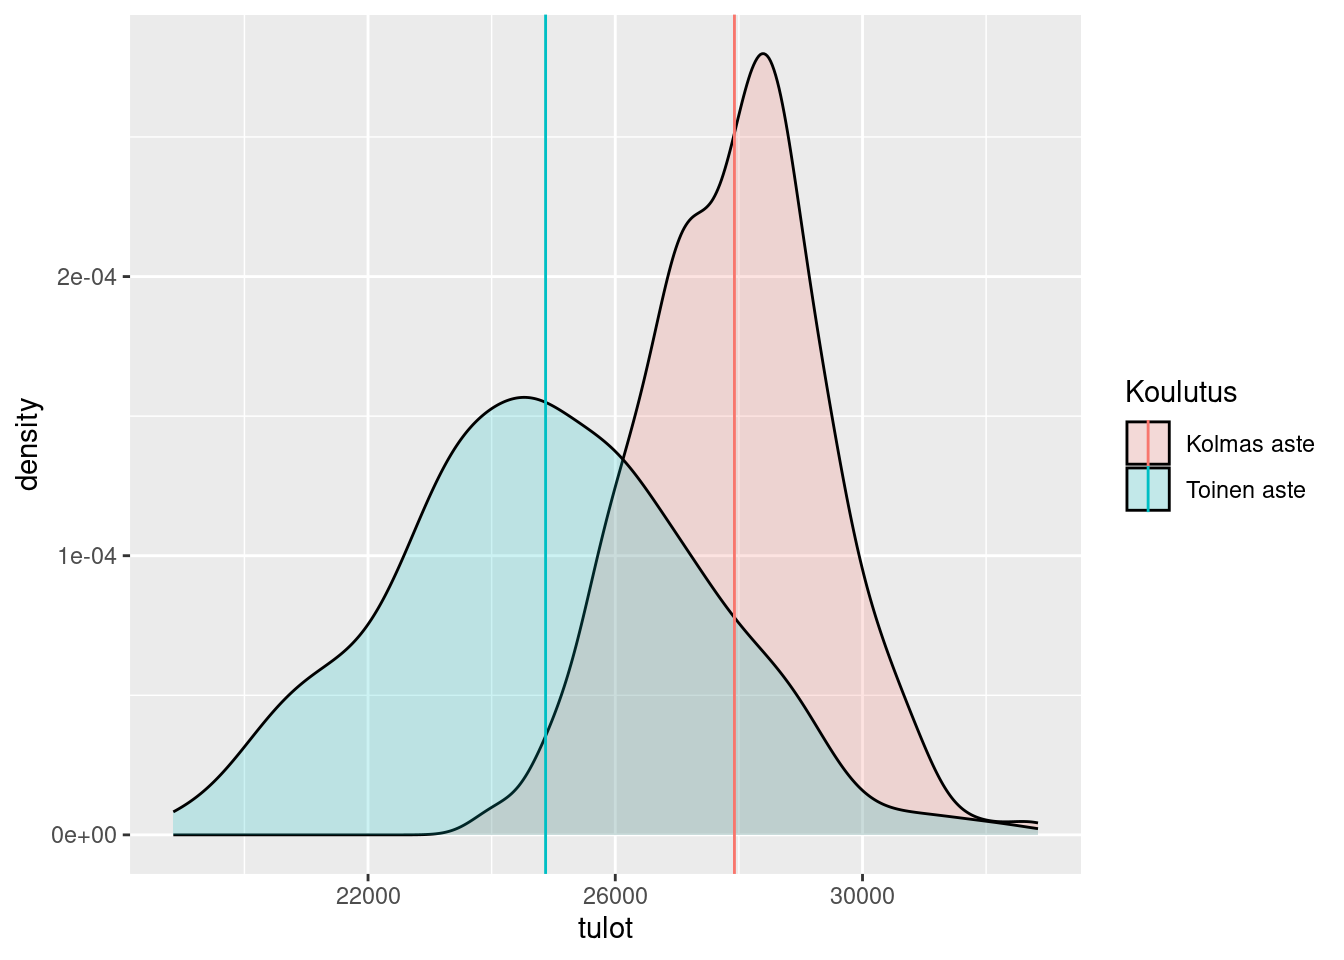 density
2e-04
1e-04
0e+00
22000 26000 30000
tulot
Koulutus
Kolmas aste
Toinen aste